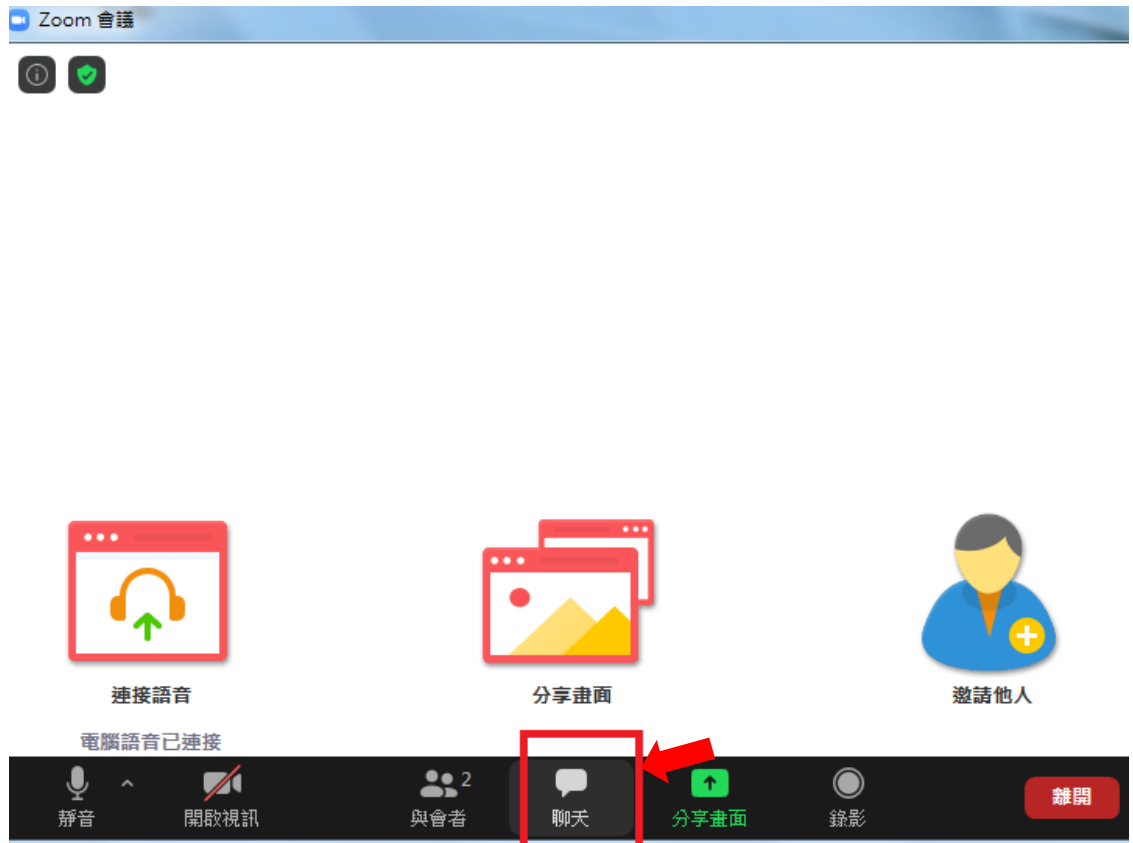 Zoom 會議
連接語音
分享畫面
邀請他人
電腦語音已連接
2
靜音
開啟視訊
與會者
聊天
分享畫面
錄影
離開